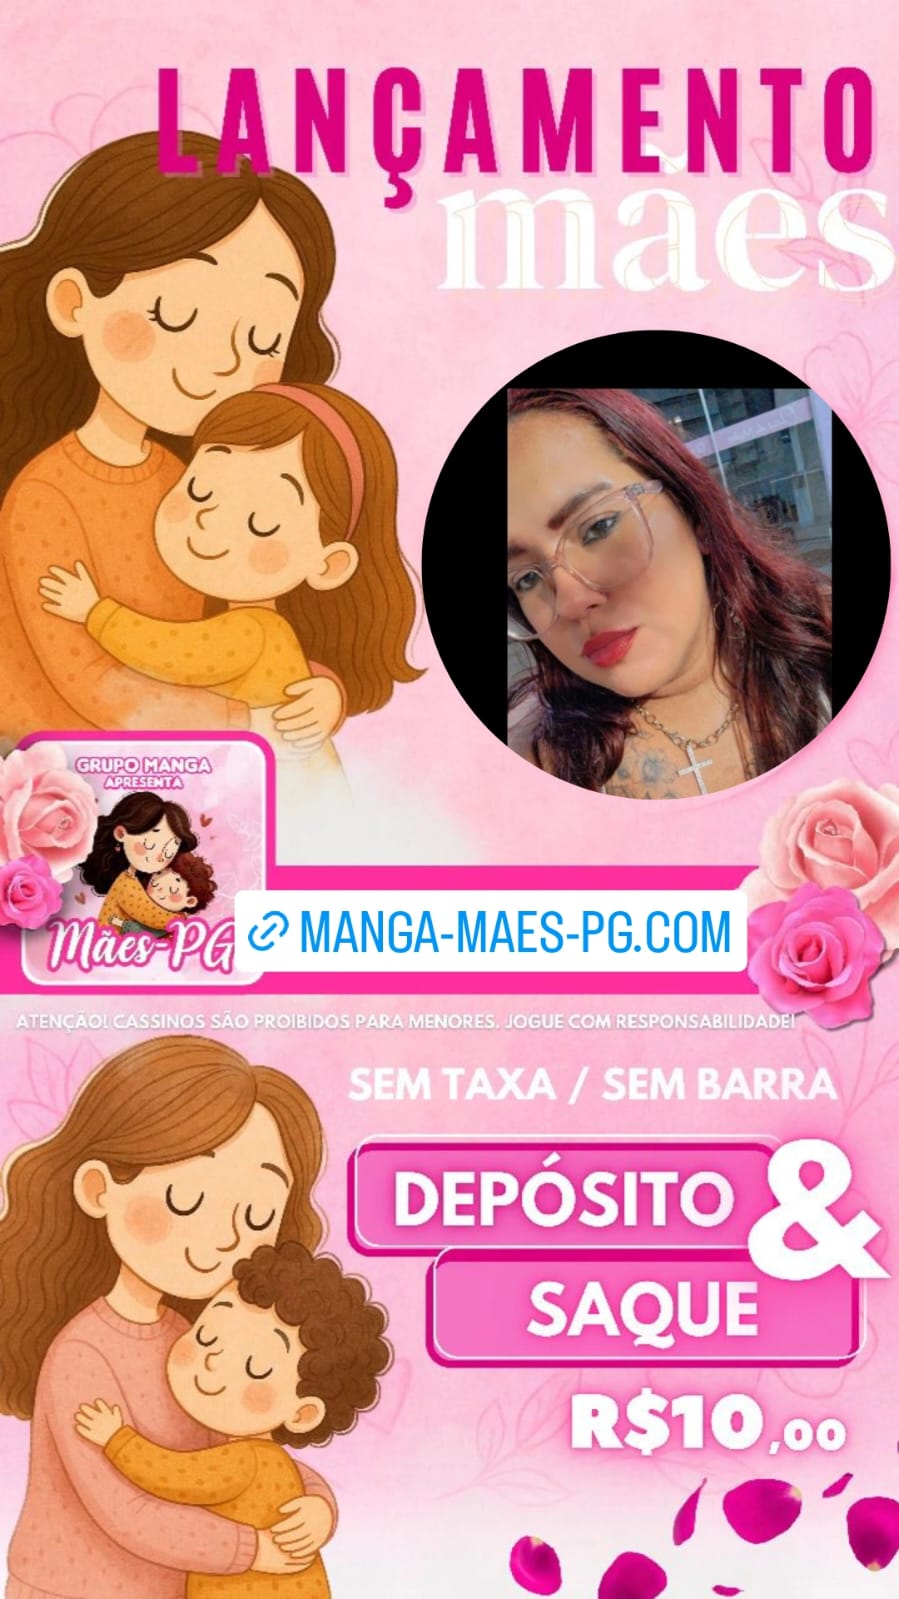 LANÇAMENTO
mães
GRUPO MANGA
APRESENTA
Mães-PG
MANGA-MAES-PG.COM
ATENÇÃO! CASSINOS SÃO PROIBIDOS PARA MENORES. JOGUE COM RESPONSABILIDADE!
SEM TAXA / SEM BARRA
DEPÓSITO &
SAQUE
R$10,00